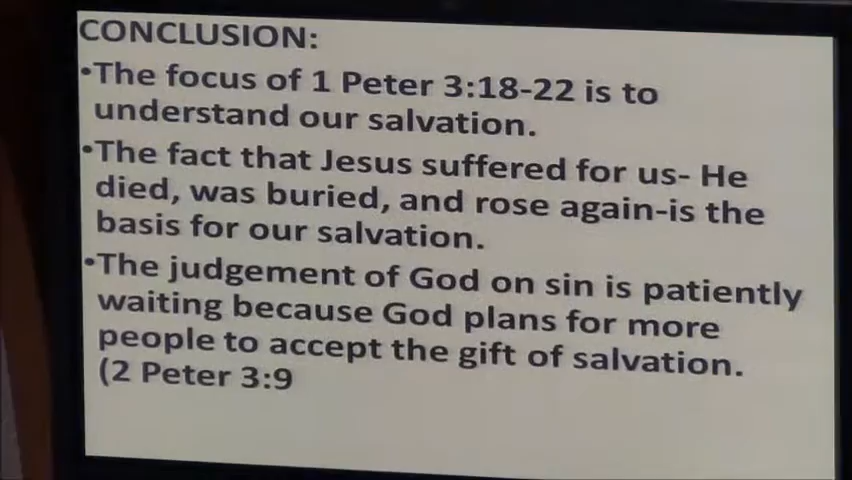 CONCLUSION:
•The focus of 1 Peter 3:18-22 is to
understand our salvation.
•The fact that Jesus suffered for us- He
died, was buried, and rose again-is the
basis for our salvation.
•The judgement of God on sin is patiently
waiting because God plans for more
people to accept the gift of salvation.
(2 Peter 3:9